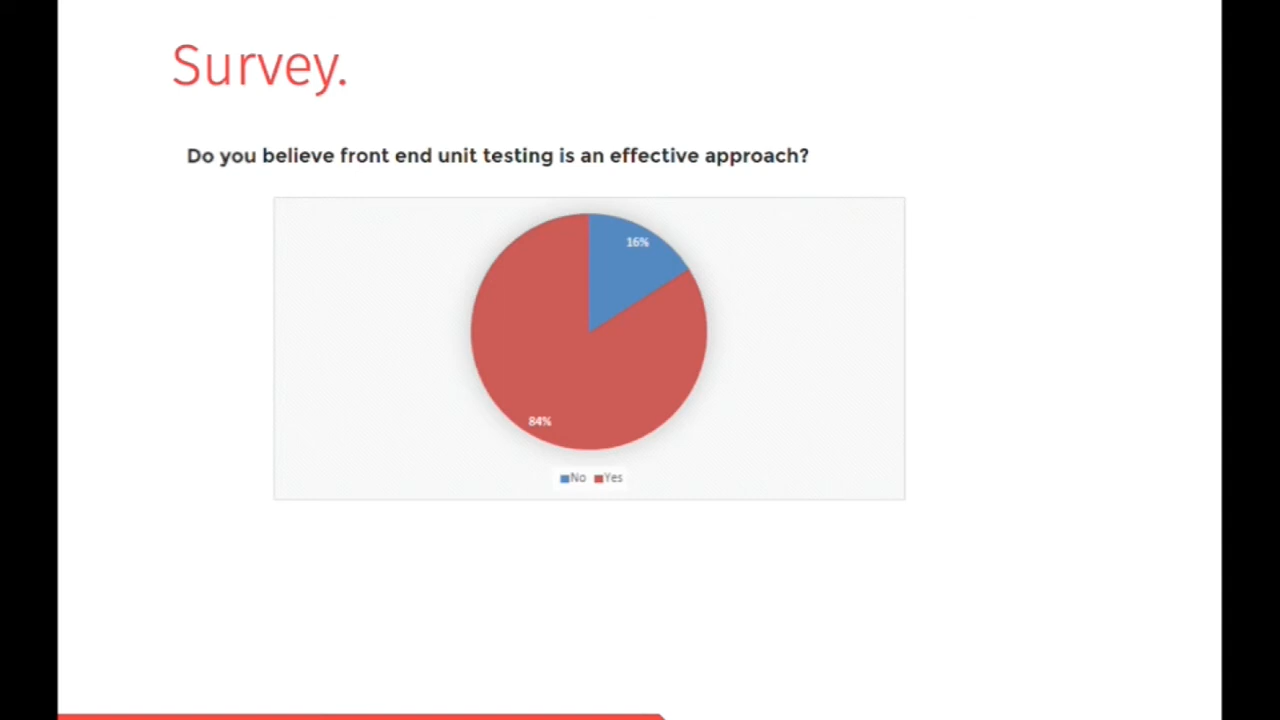 Survey.
Do you believe front end unit testing is an effective approach?
16%
84%
No Yes